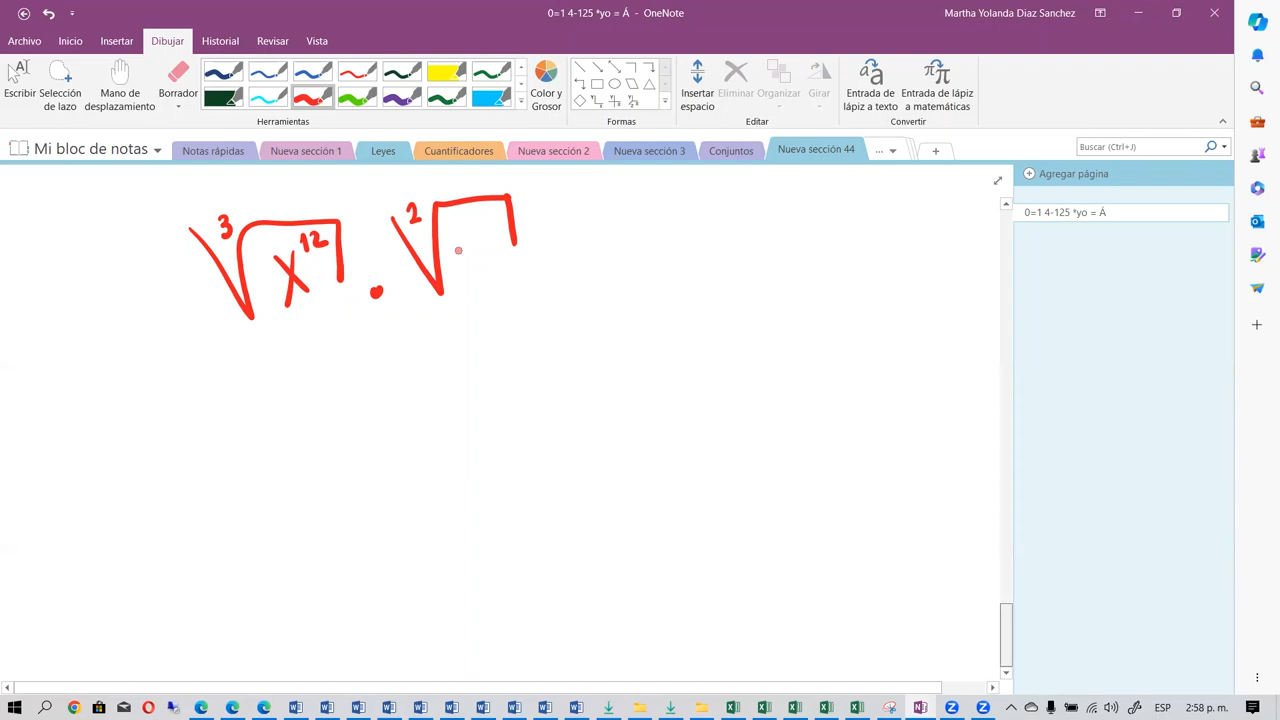 0=1 4-125 *yo = Á - OneNote
Martha Yolanda Diaz Sanchez
Archivo Inicio Insertar Dibujar Historial Revisar Vista
Escribir
Selección de lazo
Mano de desplazamiento
Borrador
Herramientas
Color y Grosor
Formas
Insertar espacio
Eliminar
Organizar
Girar
Editar
Entrada de lápiz a texto
Entrada de lápiz a matemáticas
Convertir
Mi bloc de notas
Notas rápidas
Nueva sección 1
Leyes
Cuantificadores
Nueva sección 2
Nueva sección 3
Conjuntos
Nueva sección 44
...
Buscar (Ctrl+J)
Agregar página
0=1 4-125 *yo = Á
³√x¹² . ²√
ESP 2:58 p. m.